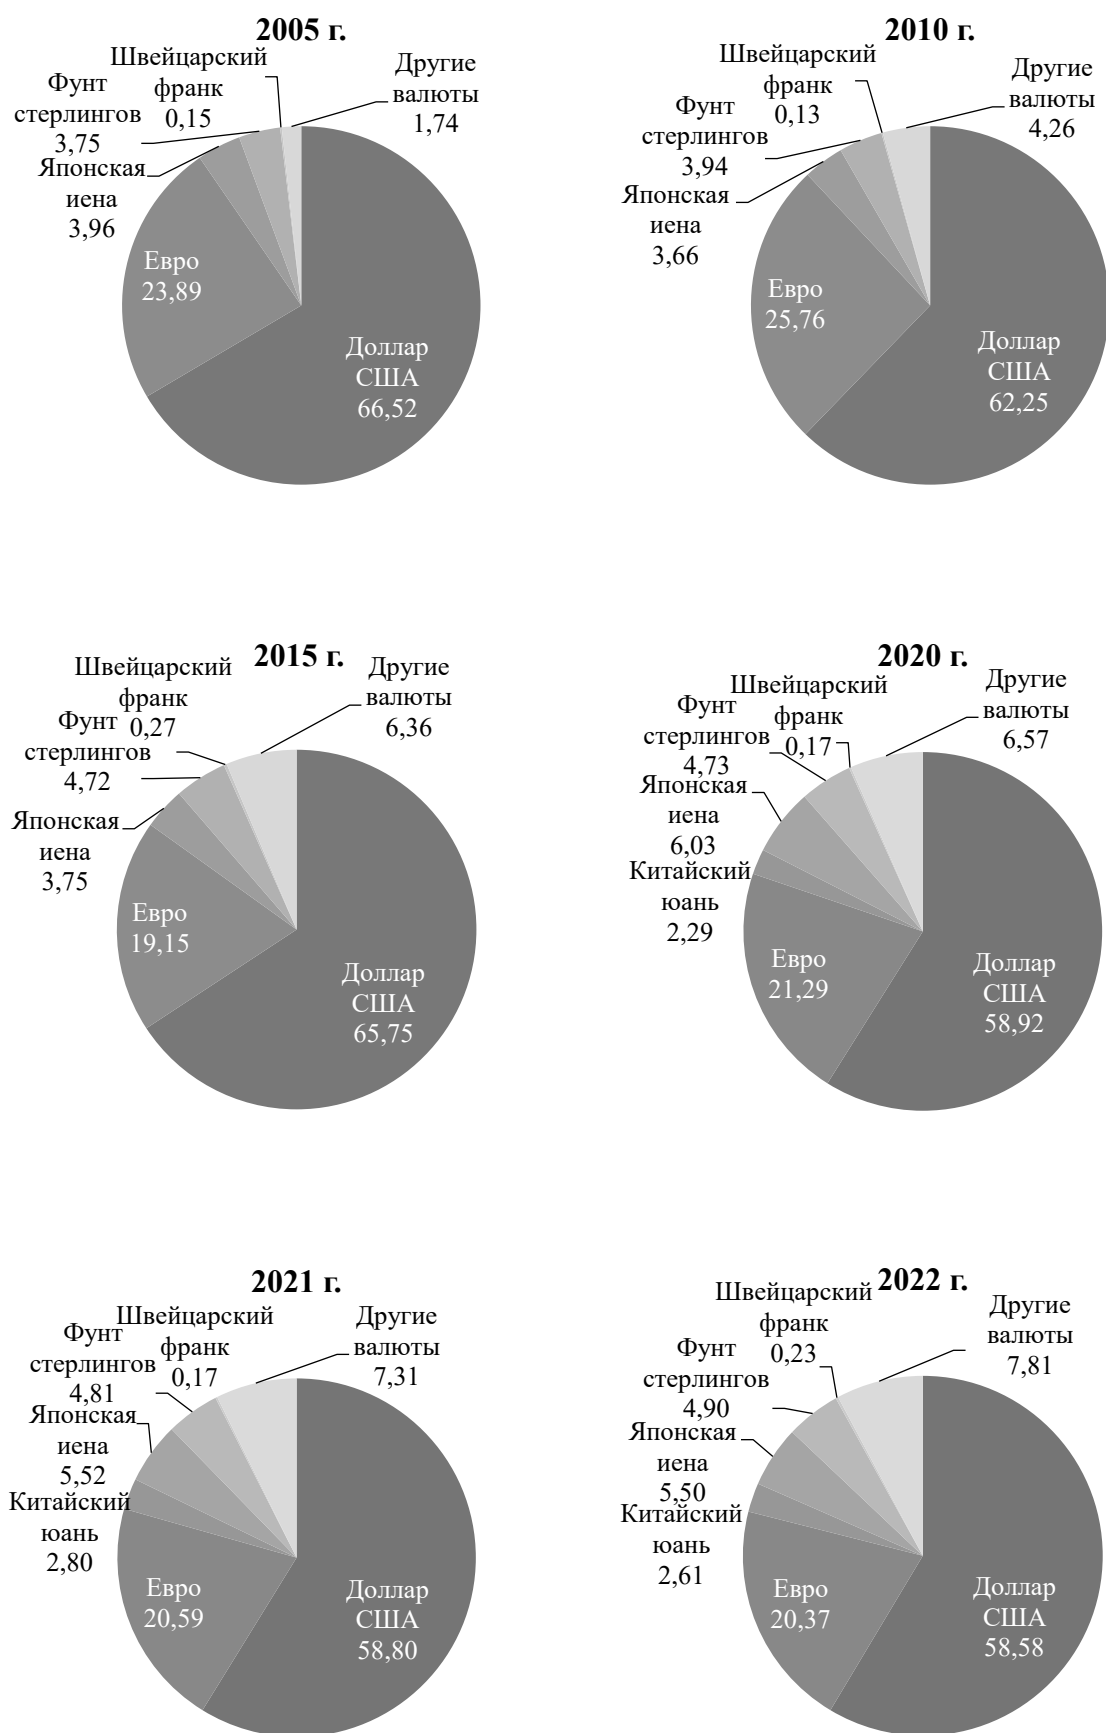 2005 г.
Швейцарский
франк
0,15
Другие
валюты
1,74
Фунт
стерлингов
3,75
Японская
иена
3,96
Евро
23,89
Доллар
США
66,52
2010 г.
Швейцарский
франк
0,13
Другие
валюты
4,26
Фунт
стерлингов
3,94
Японская
иена
3,66
Евро
25,76
Доллар
США
62,25
2015 г.
Швейцарский
франк
0,27
Другие
валюты
6,36
Фунт
стерлингов
4,72
Японская
иена
3,75
Евро
19,15
Доллар
США
65,75
2020 г.
Швейцарский
франк
0,17
Другие
валюты
6,57
Фунт
стерлингов
4,73
Японская
иена
6,03
Китайский
юань
2,29
Евро
21,29
Доллар
США
58,92
2021 г.
Швейцарский
франк
0,17
Другие
валюты
7,31
Фунт
стерлингов
4,81
Японская
иена
5,52
Китайский
юань
2,80
Евро
20,59
Доллар
США
58,80
2022 г.
Швейцарский
франк
0,23
Другие
валюты
7,81
Фунт
стерлингов
4,90
Японская
иена
5,50
Китайский
юань
2,61
Евро
20,37
Доллар
США
58,58